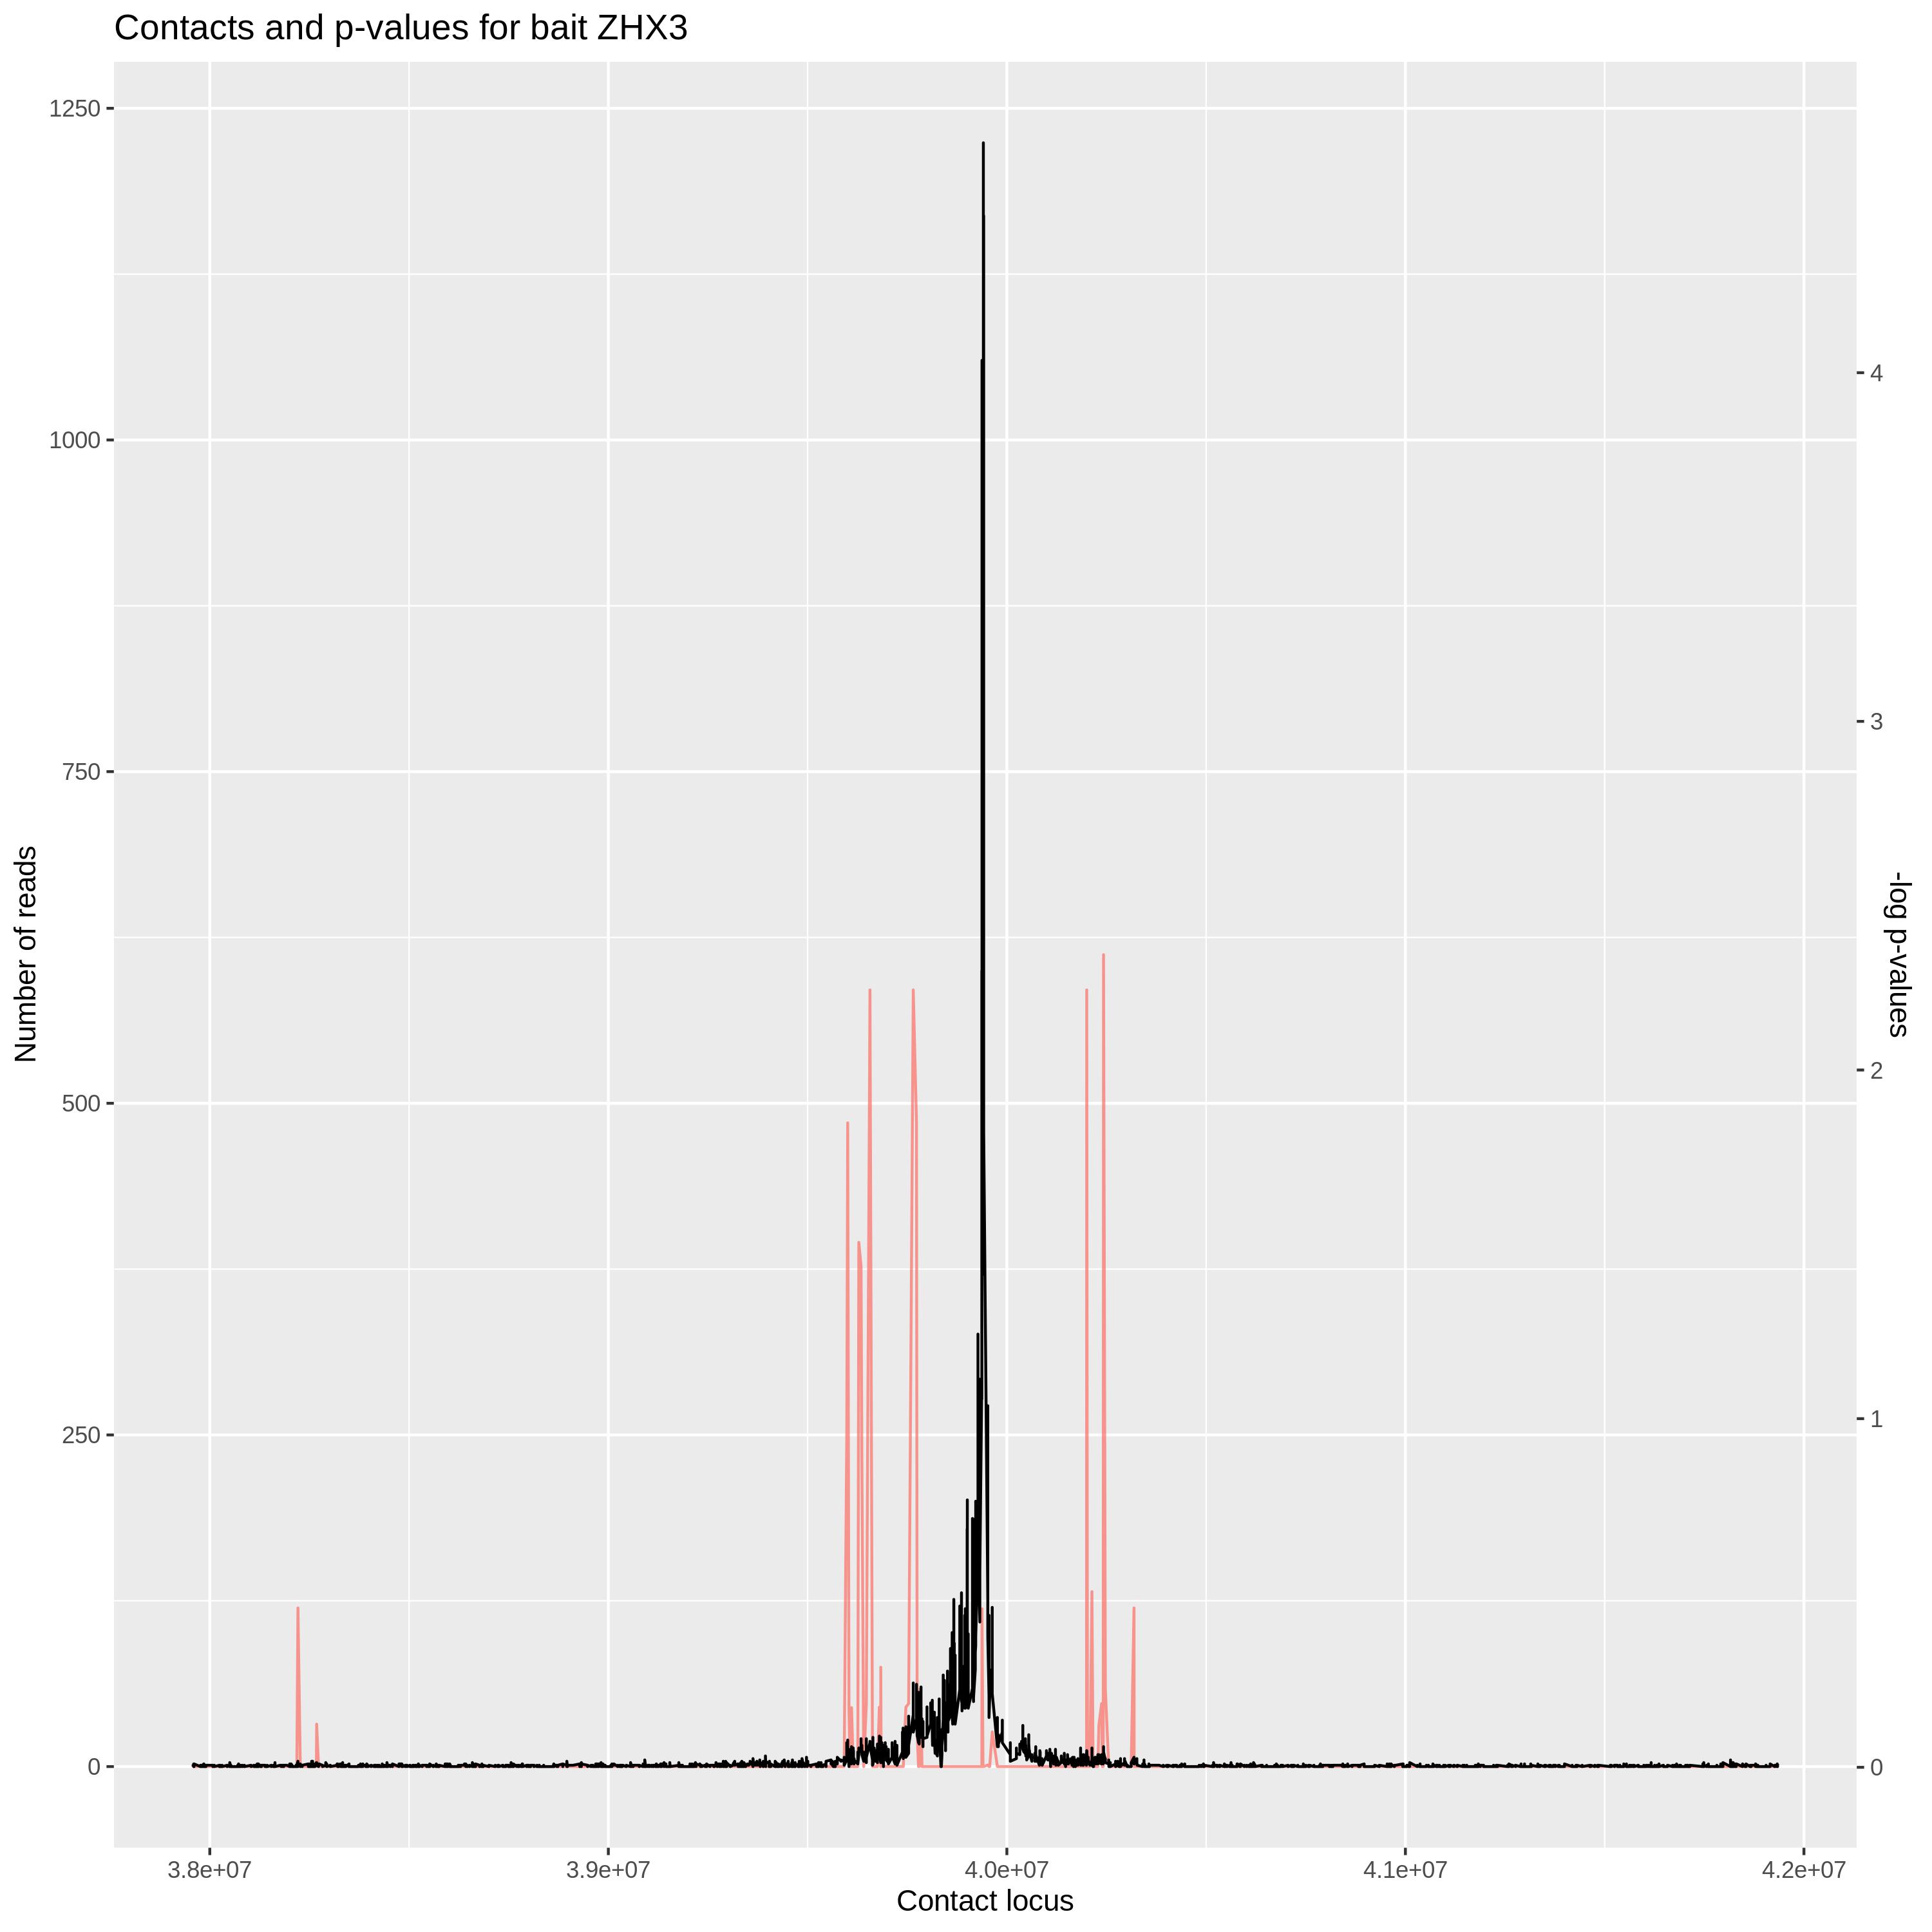 Contacts and p-values for bait ZHX3
1250
1000
750
500
250
0
Number of reads
4
3
2
1
0
-log p-values
3.8e+07 3.9e+07 4.0e+07 4.1e+07 4.2e+07
Contact locus